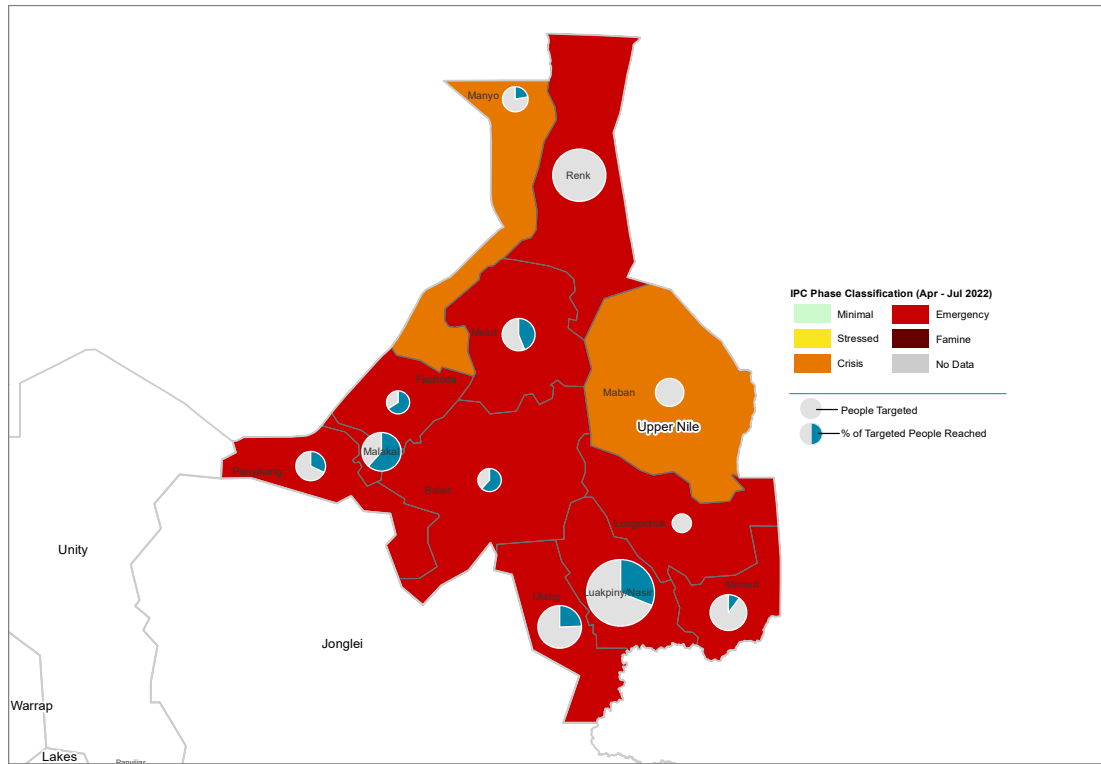 Manyo
Renk
IPC Phase Classification (Apr - Jul 2022)
Minimal
Emergency
Stressed
Famine
Crisis
No Data
Melut
Fashoda
Maban
People Targeted
Upper Nile
% of Targeted People Reached
Malakal
Panyikang
Baliet
Longochuk
Unity
Maiwut
Ulang
Luakpiny/Nasir
Jonglei
Warrap
Lakes
Panyijiar